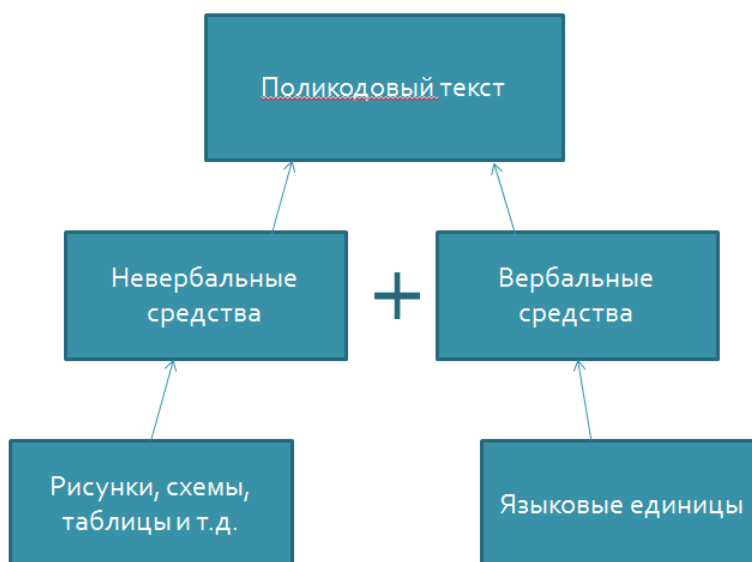 Поликодовый текст
Невербальные
средства
+
Вербальные
средства
Рисунки, схемы,
таблицы и т.д.
Языковые единицы